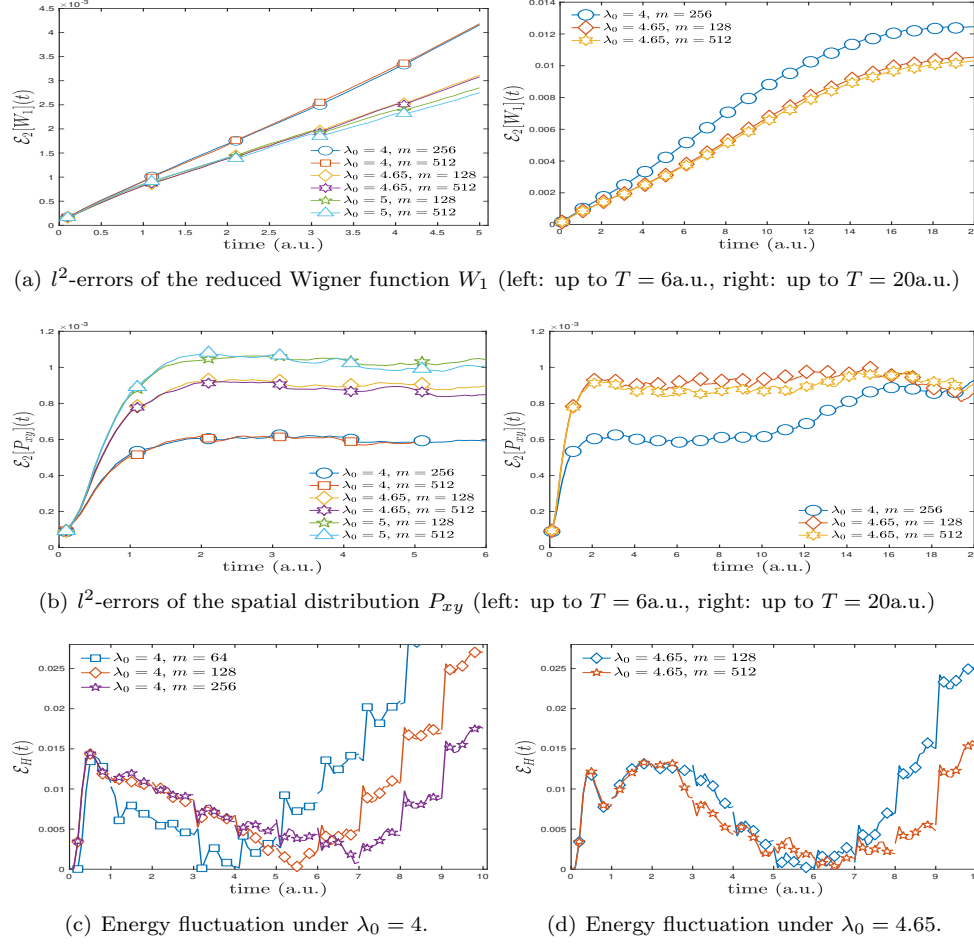 ×10⁻³
4.5
4
3.5
3
2.5
2
1.5
1
0.5
0
ℰ₂[W₁](t)
0 0.5 1 1.5 2 2.5 3 3.5 4 4.5 5
time (a.u.)
λ₀ = 4, m = 256
λ₀ = 4, m = 512
λ₀ = 4.65, m = 128
λ₀ = 4.65, m = 512
λ₀ = 5, m = 128
λ₀ = 5, m = 512
0.014
0.012
0.01
0.008
0.006
0.004
0.002
0
ℰ₂[W₁](t)
0 2 4 6 8 10 12 14 16 18 2
time (a.u.)
λ₀ = 4, m = 256
λ₀ = 4.65, m = 128
λ₀ = 4.65, m = 512
(a) l²-errors of the reduced Wigner function W₁ (left: up to T = 6a.u., right: up to T = 20a.u.)
×10⁻³
1.2
1
0.8
0.6
0.4
0.2
0
ℰ₂[Pₓᵧ](t)
0 1 2 3 4 5 6
time (a.u.)
λ₀ = 4, m = 256
λ₀ = 4, m = 512
λ₀ = 4.65, m = 128
λ₀ = 4.65, m = 512
λ₀ = 5, m = 128
λ₀ = 5, m = 512
×10⁻³
1.2
1
0.8
0.6
0.4
0.2
0
ℰ₂[Pₓᵧ](t)
0 2 4 6 8 10 12 14 16 18 2
time (a.u.)
λ₀ = 4, m = 256
λ₀ = 4.65, m = 128
λ₀ = 4.65, m = 512
(b) l²-errors of the spatial distribution Pₓᵧ (left: up to T = 6a.u., right: up to T = 20a.u.)
0.025
0.02
0.015
0.01
0.005
0
ℰ_H(t)
0 1 2 3 4 5 6 7 8 9 10
time (a.u.)
λ₀ = 4, m = 64
λ₀ = 4, m = 128
λ₀ = 4, m = 256
0.025
0.02
0.015
0.01
0.005
0
ℰ_H(t)
0 1 2 3 4 5 6 7 8 9 1
time (a.u.)
λ₀ = 4.65, m = 128
λ₀ = 4.65, m = 512
(c) Energy fluctuation under λ₀ = 4.
(d) Energy fluctuation under λ₀ = 4.65.